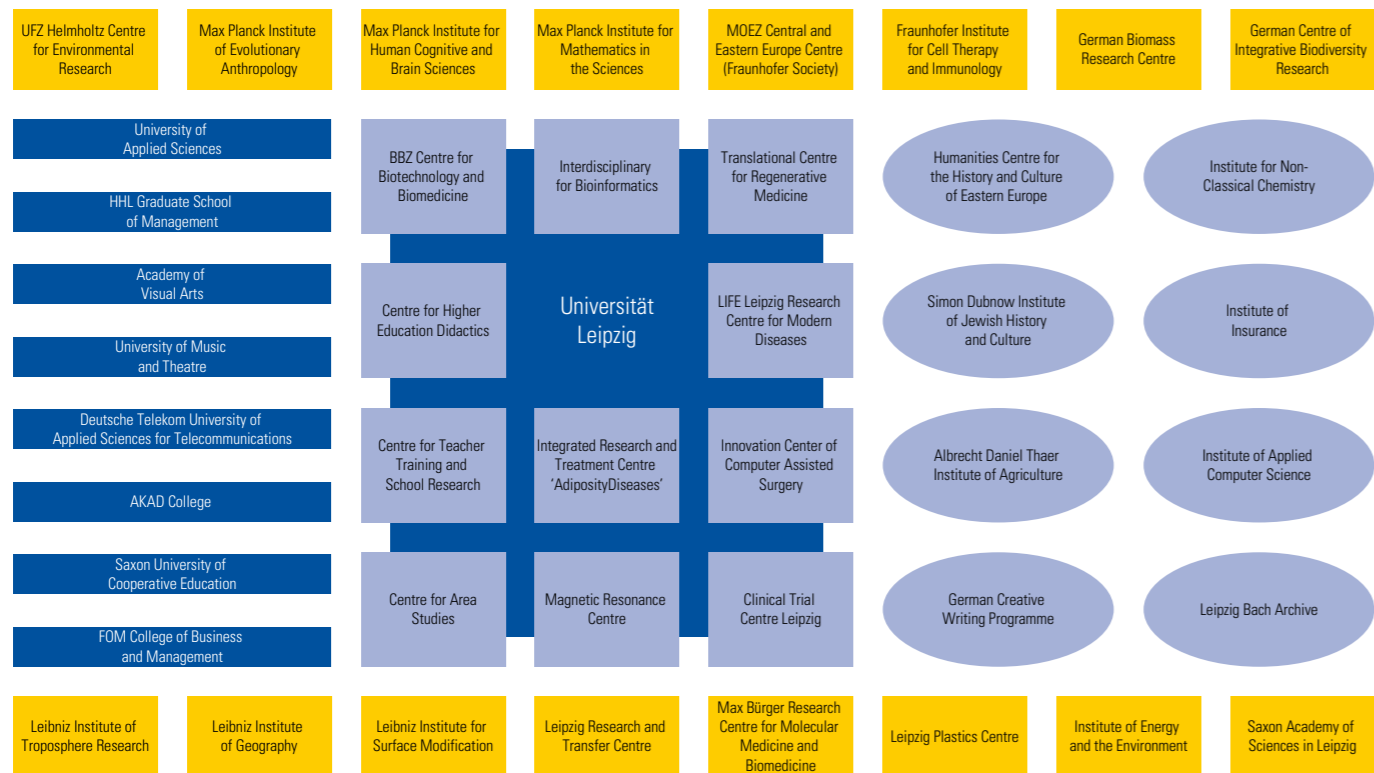 UFZ Helmholtz Centre
for Environmental
Research
Max Planck Institute
of Evolutionary
Anthropology
Max Planck Institute for
Human Cognitive and
Brain Sciences
Max Planck Institute for
Mathematics in
the Sciences
MOEZ Central and
Eastern Europe Centre
(Fraunhofer Society)
Fraunhofer Institute
for Cell Therapy
and Immunology
German Biomass
Research Centre
German Centre of
Integrative Biodiversity
Research
University of
Applied Sciences
HHL Graduate School
of Management
Academy of
Visual Arts
University of Music
and Theatre
Deutsche Telekom University of
Applied Sciences for Telecommunications
AKAD College
Saxon University of
Cooperative Education
FOM College of Business
and Management
BBZ Centre for
Biotechnology and
Biomedicine
Interdisciplinary
for Bioinformatics
Translational Centre
for Regenerative
Medicine
Centre for Higher
Education Didactics
Universität
Leipzig
LIFE Leipzig Research
Centre for Modern
Diseases
Centre for Teacher
Training and
School Research
Integrated Research and
Treatment Centre
‘AdiposityDiseases’
Innovation Center of
Computer Assisted
Surgery
Centre for Area
Studies
Magnetic Resonance
Centre
Clinical Trial
Centre Leipzig
Humanities Centre for
the History and Culture
of Eastern Europe
Institute for Non-
Classical Chemistry
Simon Dubnow Institute
of Jewish History
and Culture
Institute of
Insurance
Albrecht Daniel Thaer
Institute of Agriculture
Institute of Applied
Computer Science
German Creative
Writing Programme
Leipzig Bach Archive
Leibniz Institute of
Troposphere Research
Leibniz Institute
of Geography
Leibniz Institute for
Surface Modification
Leipzig Research and
Transfer Centre
Max Bürger Research
Centre for Molecular
Medicine and
Biomedicine
Leipzig Plastics Centre
Institute of Energy
and the Environment
Saxon Academy of
Sciences in Leipzig